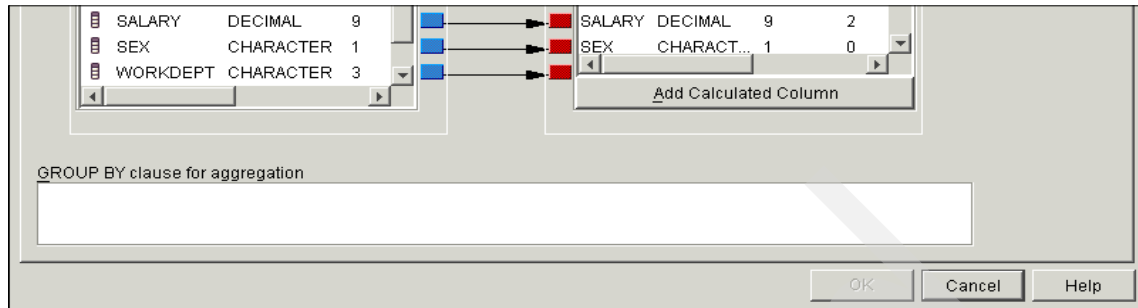 SALARY DECIMAL 9 SALARY DECIMAL 9 2
SEX CHARACTER 1 SEX CHARACT... 1 0
WORKDEPT CHARACTER 3
Add Calculated Column
GROUP BY clause for aggregation
OK Cancel Help